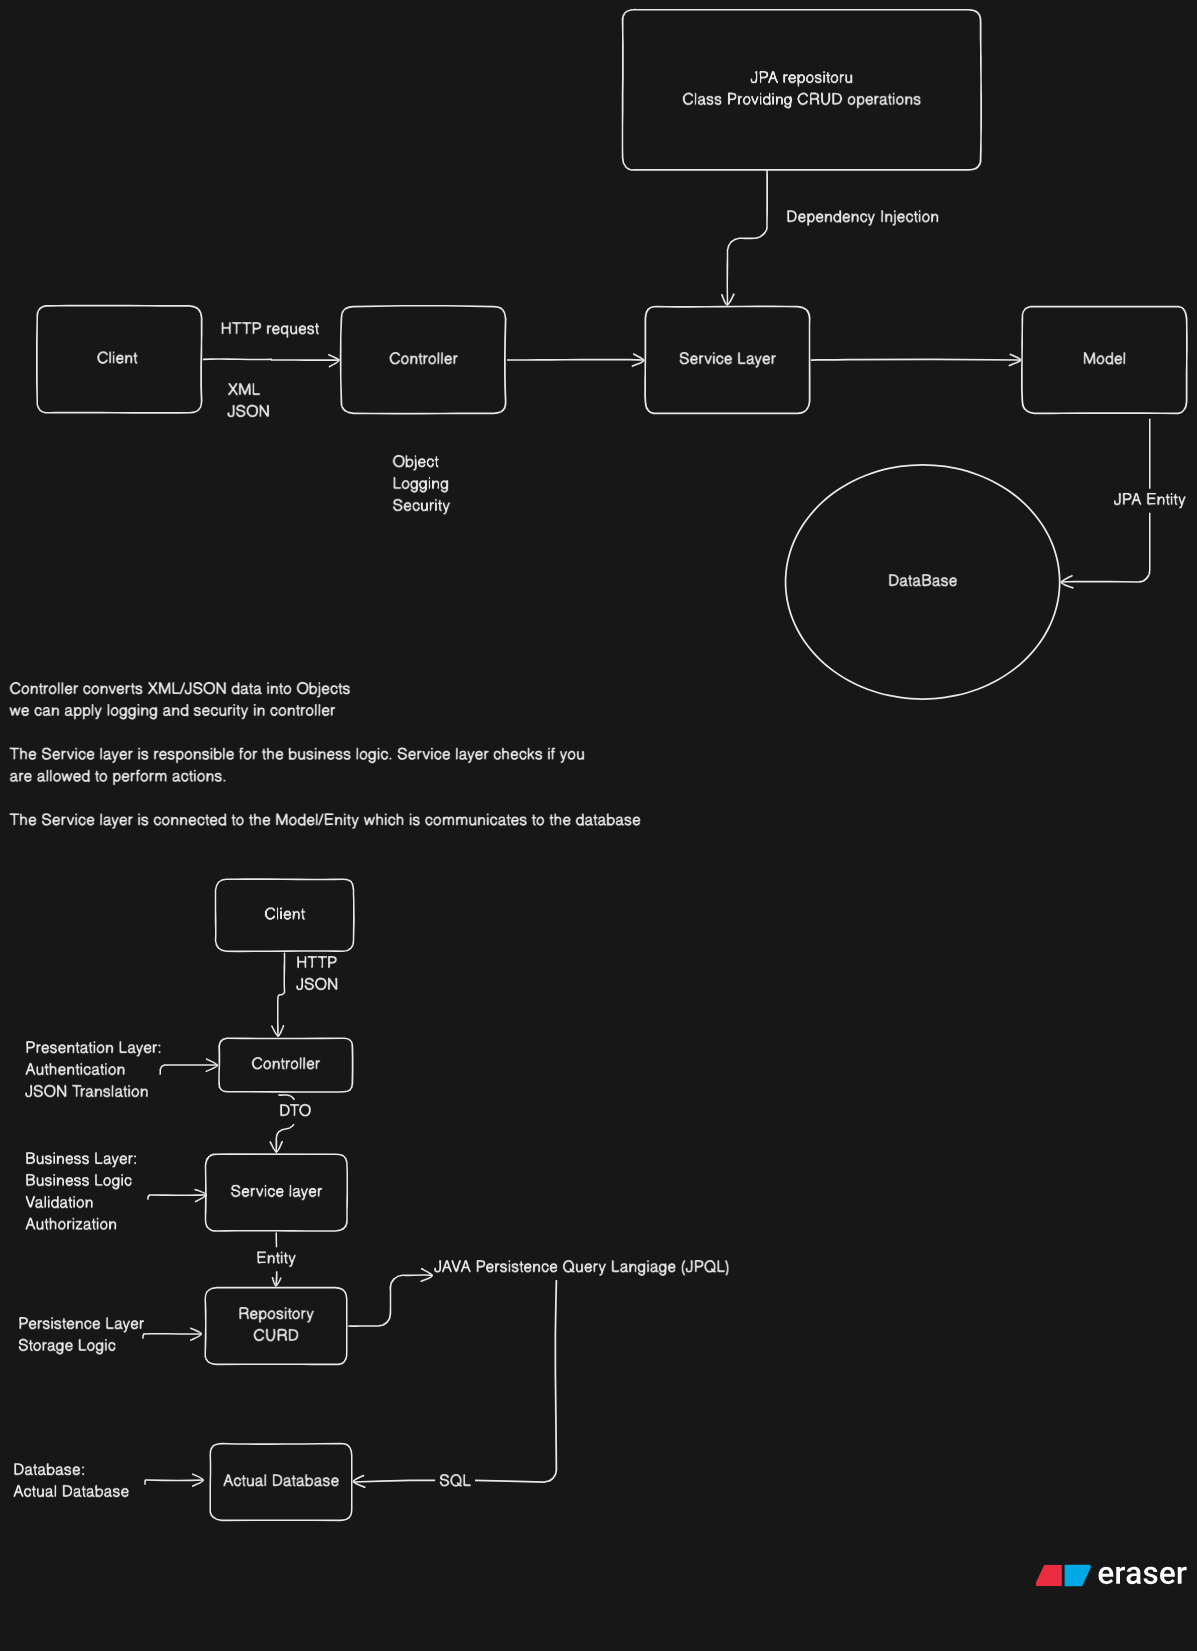 JPA repositoru
Class Providing CRUD operations
Dependency Injection
Client
HTTP request
XML
JSON
Controller
Service Layer
Model
Object
Logging
Security
JPA Entity
DataBase
Controller converts XML/JSON data into Objects
we can apply logging and security in controller
The Service layer is responsible for the business logic. Service layer checks if you
are allowed to perform actions.
The Service layer is connected to the Model/Enity which is communicates to the database
Client
HTTP
JSON
Presentation Layer:
Authentication
JSON Translation
Controller
DTO
Business Layer:
Business Logic
Validation
Authorization
Service layer
Entity
JAVA Persistence Query Langiage (JPQL)
Persistence Layer
Storage Logic
Repository
CURD
Database:
Actual Database
Actual Database
SQL
eraser